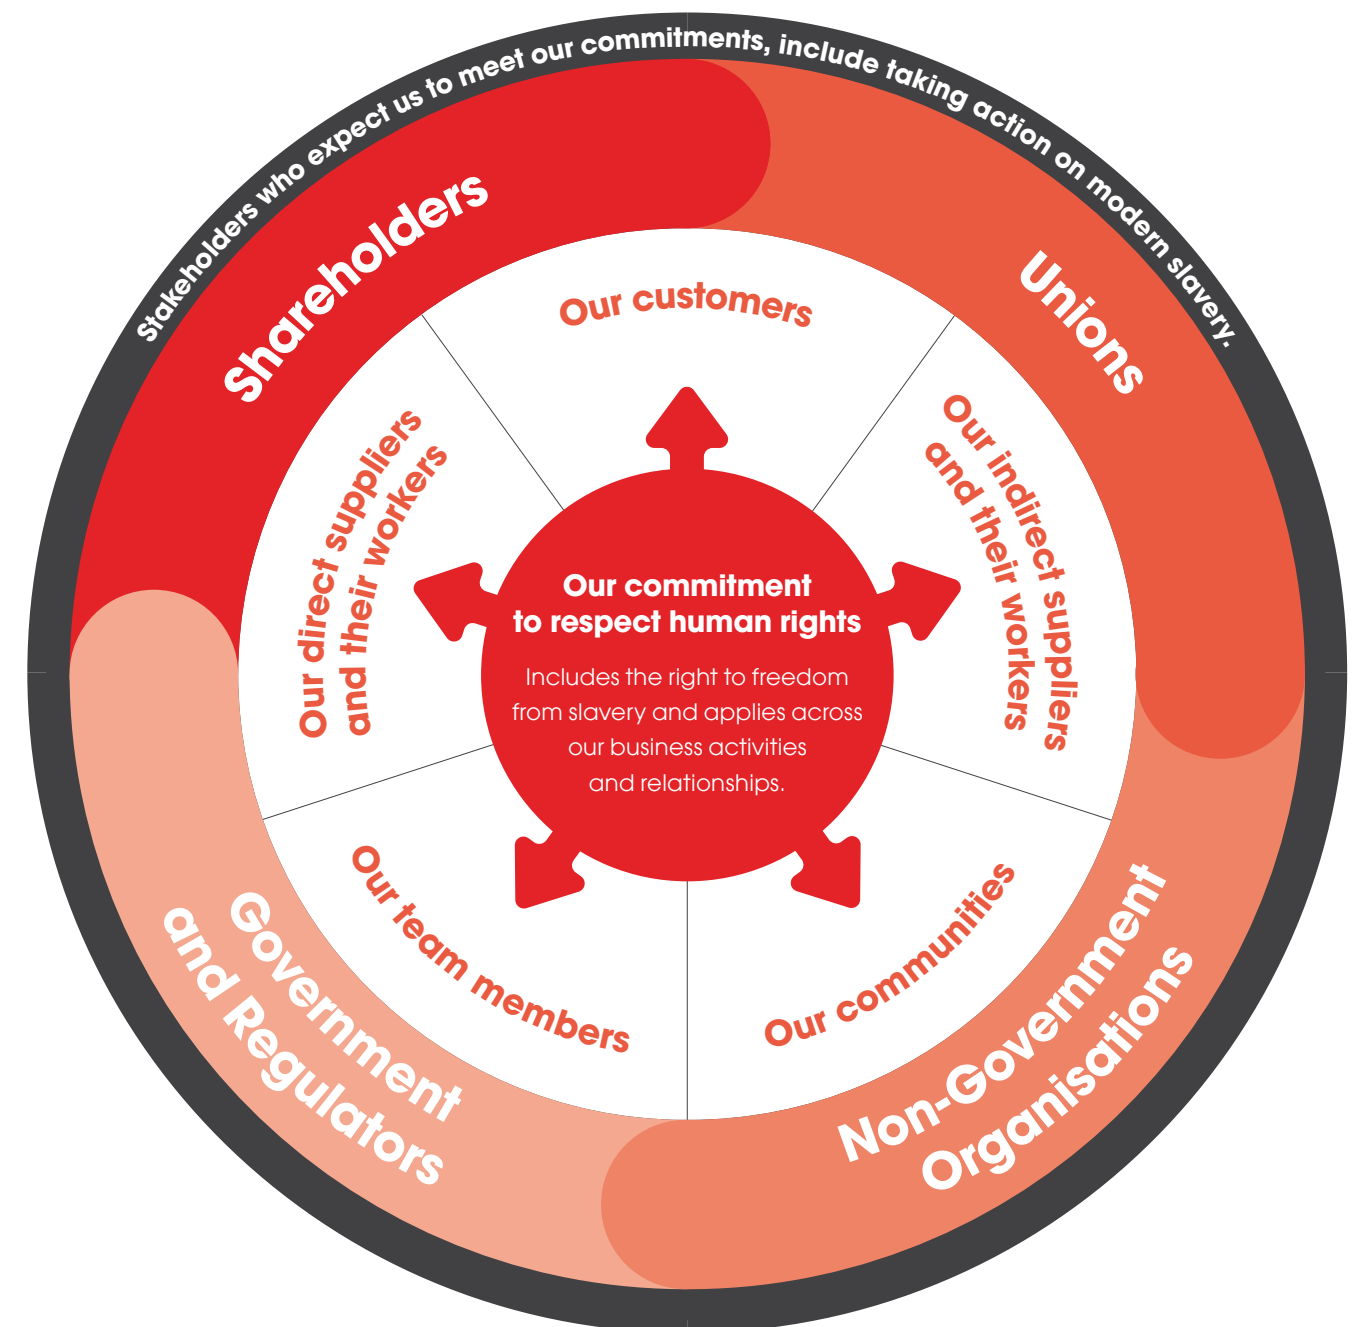 Stakeholders who expect us to meet our commitments, include taking action on modern slavery.
Shareholders
Unions
Our customers
Our direct suppliers
and their workers
Our indirect suppliers
and their workers
Our commitment
to respect human rights
Includes the right to freedom
from slavery and applies across
our business activities
and relationships.
Our team members
Our communities
Government
and Regulators
Non-Government
Organisations